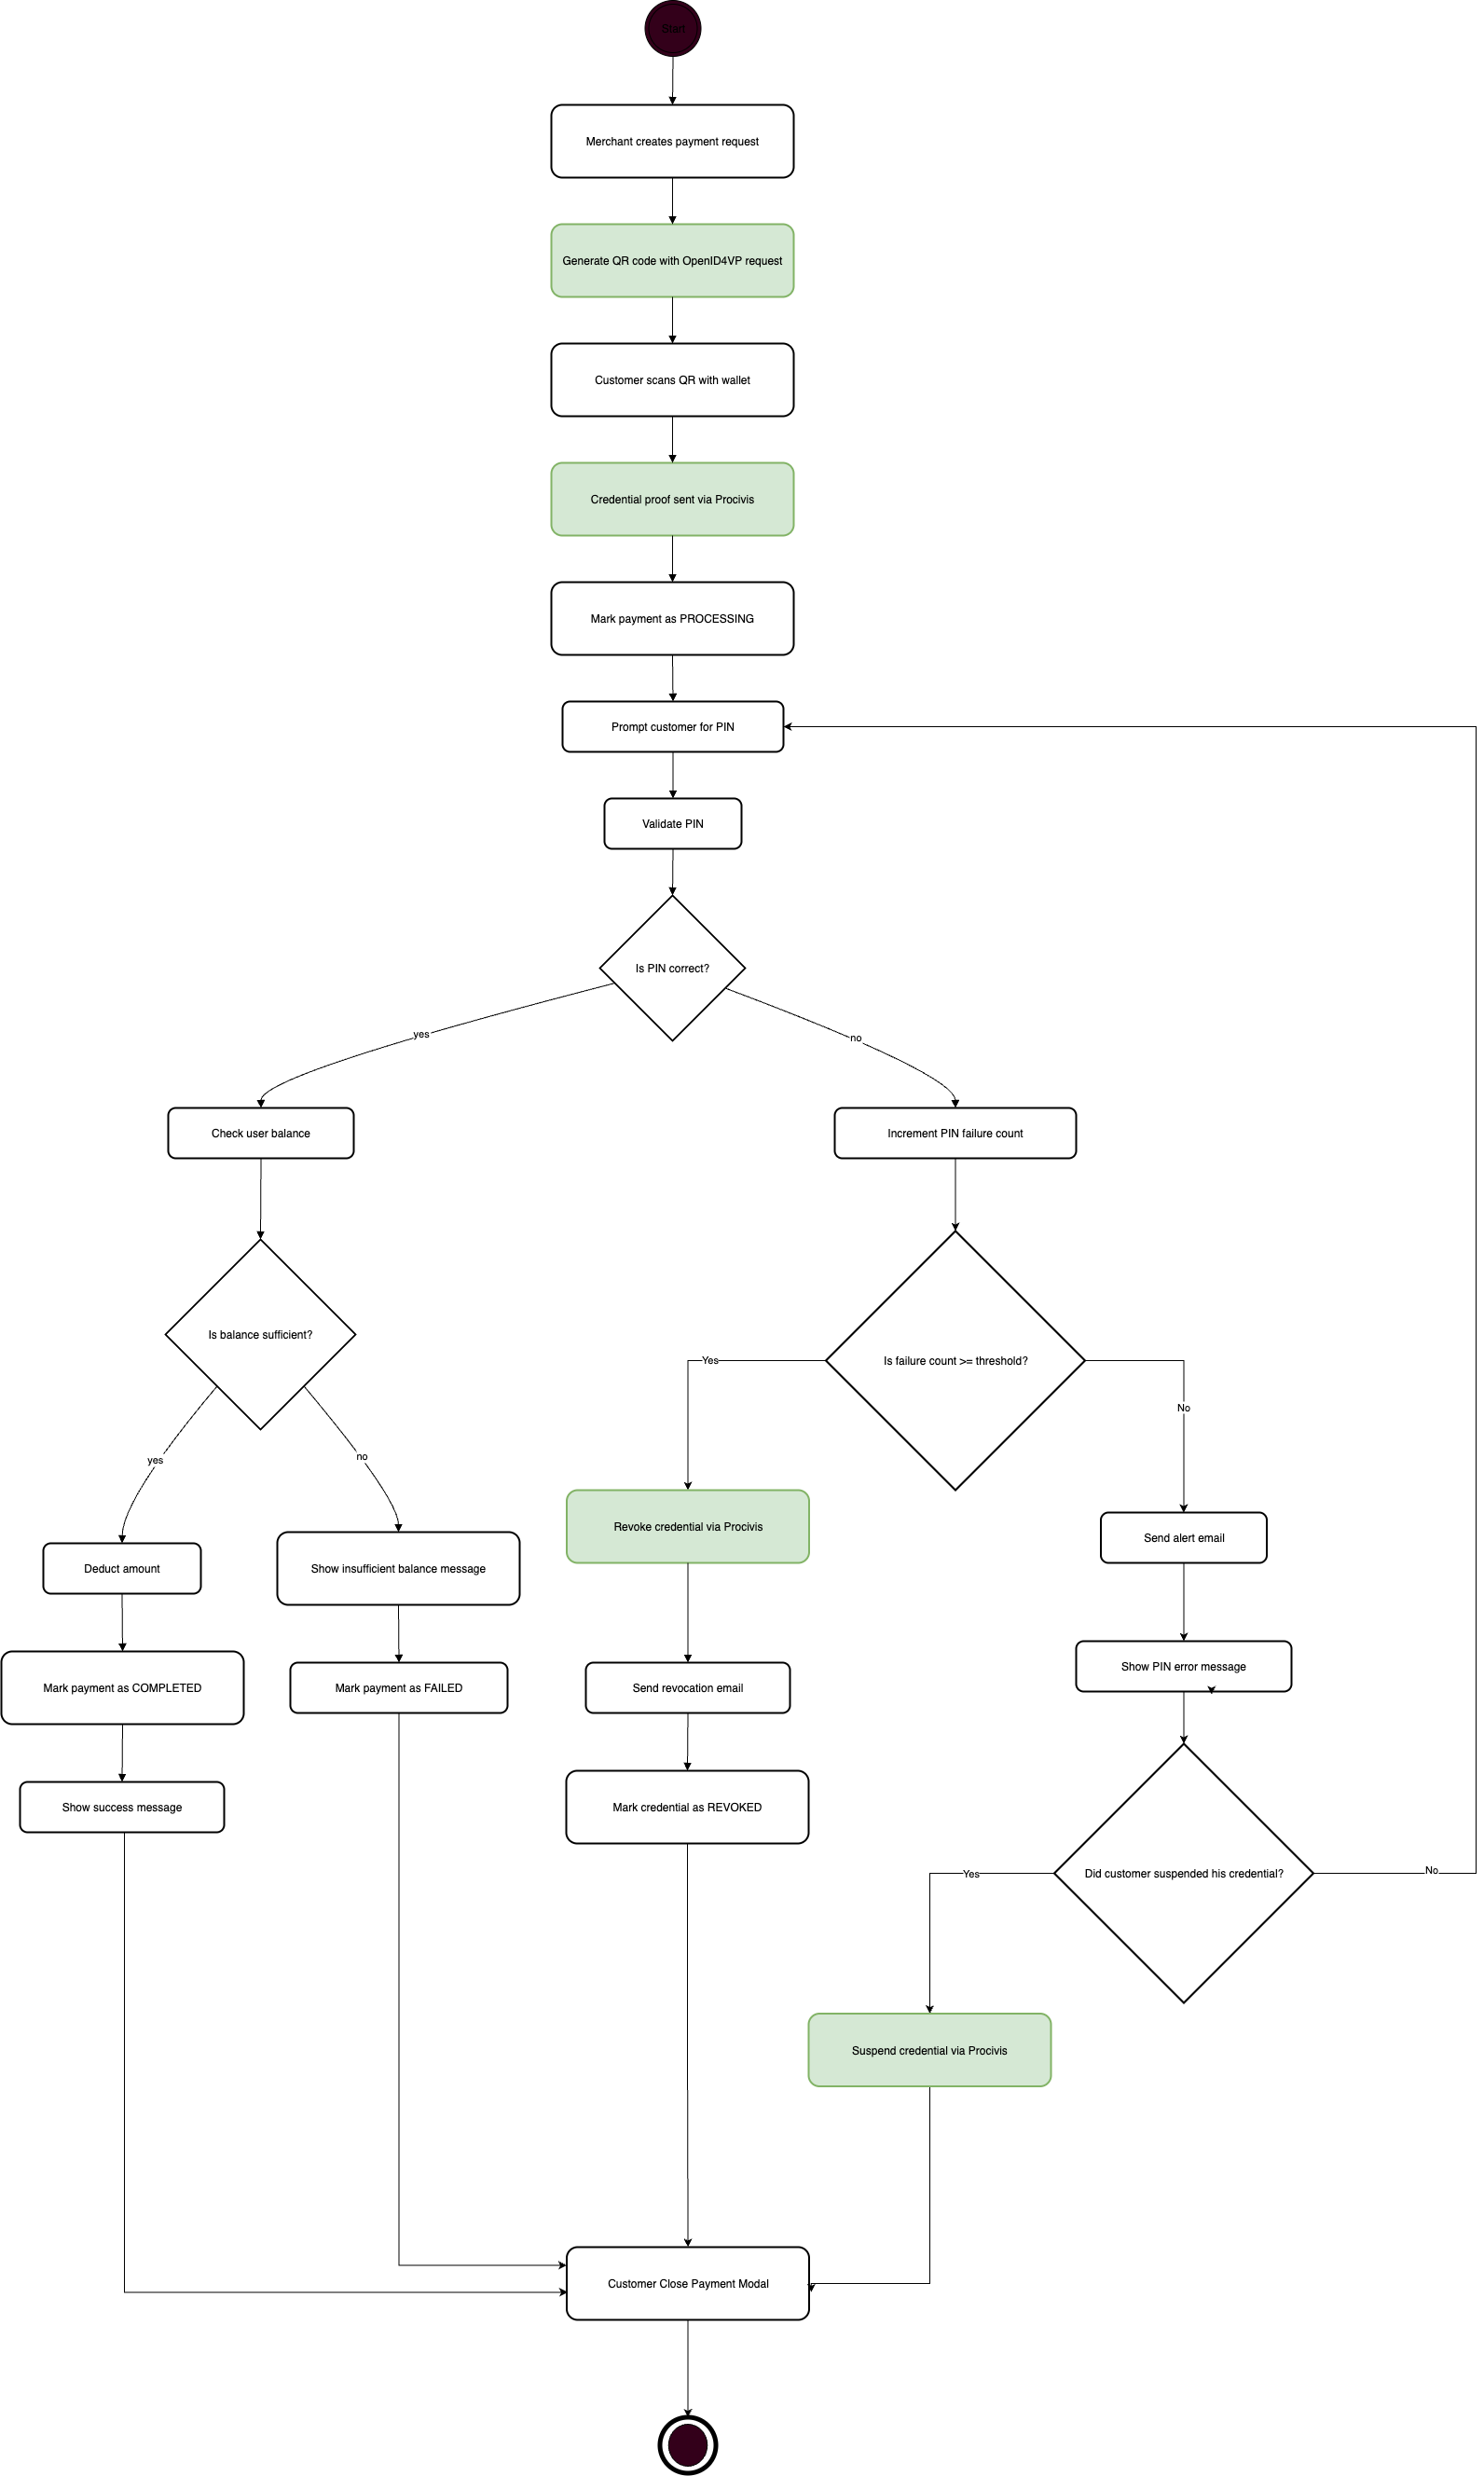 Start
Merchant creates payment request
Generate QR code with OpenID4VP request
Customer scans QR with wallet
Credential proof sent via Procivis
Mark payment as PROCESSING
Prompt customer for PIN
Validate PIN
Is PIN correct?
yes
no
Check user balance
Increment PIN failure count
Is balance sufficient?
Is failure count >= threshold?
Yes
No
yes
no
Revoke credential via Procivis
Send alert email
Deduct amount
Show insufficient balance message
Show PIN error message
Mark payment as COMPLETED
Mark payment as FAILED
Send revocation email
Show success message
Mark credential as REVOKED
Did customer suspended his credential?
Yes
No
Suspend credential via Procivis
Customer Close Payment Modal